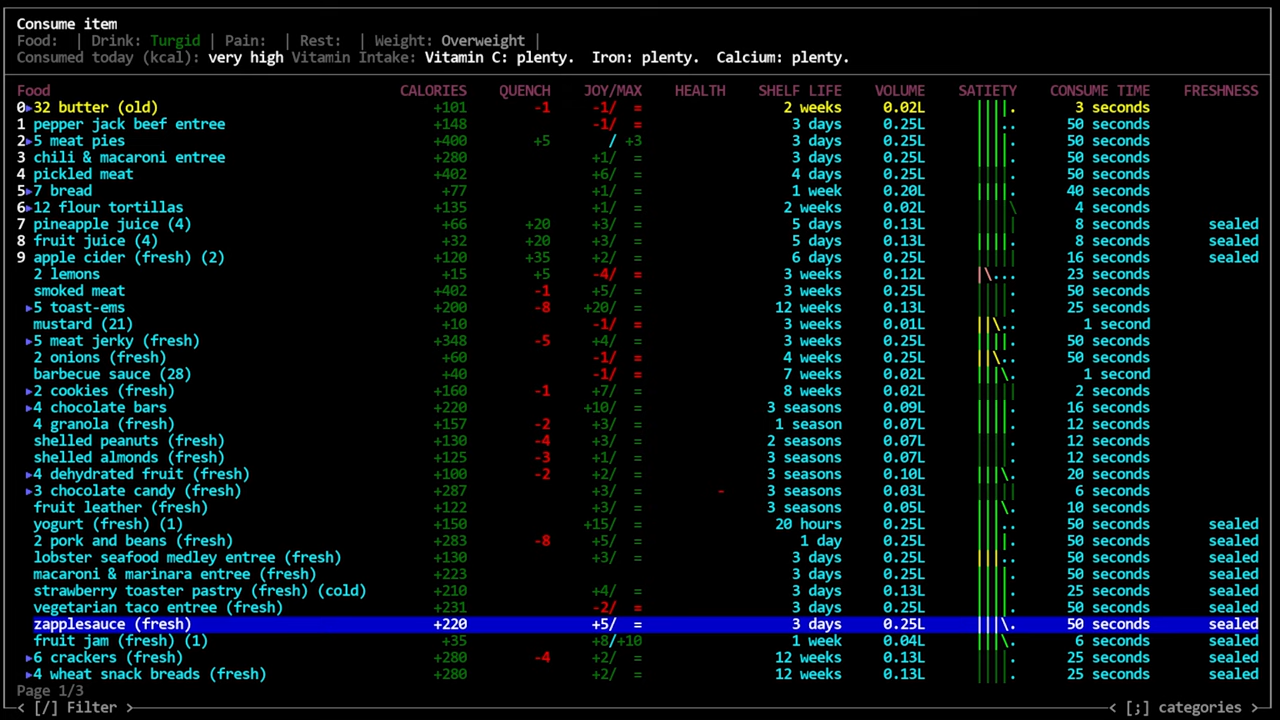 Consume item
Food: | Drink: Turgid | Pain: | Rest: | Weight: Overweight |
Consumed today (kcal): very high Vitamin Intake: Vitamin C: plenty. Iron: plenty. Calcium: plenty.
Food CALORIES QUENCH JOY/MAX HEALTH SHELF LIFE VOLUME SATIETY CONSUME TIME FRESHNESS
0▸32 butter (old) +101 -1 -1/ = 2 weeks 0.02L ||||. 3 seconds
1 pepper jack beef entree +148 -1/ = 3 days 0.25L |||.. 50 seconds
2▸5 meat pies +400 +5 / +3 3 days 0.25L ||||. 50 seconds
3 chili & macaroni entree +280 +1/ = 3 days 0.25L ||||. 50 seconds
4 pickled meat +402 +6/ = 4 days 0.25L ||||. 50 seconds
5▸7 bread +77 +1/ = 1 week 0.20L ||||. 40 seconds
6▸12 flour tortillas +135 +1/ = 2 weeks 0.02L ||||\ 4 seconds
7 pineapple juice (4) +66 +20 +3/ = 5 days 0.13L ||||| 8 seconds sealed
8 fruit juice (4) +32 +20 +3/ = 5 days 0.13L ||||. 8 seconds sealed
9 apple cider (fresh) (2) +120 +35 +2/ = 6 days 0.25L ||||| 16 seconds sealed
2 lemons +15 +5 -4/ = 3 weeks 0.12L |\... 23 seconds
smoked meat +402 -1 +5/ = 3 weeks 0.25L ||||. 50 seconds
▸5 toast-ems +200 -8 +20/ = 12 weeks 0.13L ||||. 25 seconds
mustard (21) +10 -1/ = 3 weeks 0.01L ||\.. 1 second
▸5 meat jerky (fresh) +348 -5 +4/ = 3 weeks 0.25L ||||. 50 seconds
2 onions (fresh) +60 -1/ = 4 weeks 0.25L ||\.. 50 seconds
barbecue sauce (28) +40 -1/ = 7 weeks 0.02L |||\. 1 second
▸2 cookies (fresh) +160 -1 +7/ = 8 weeks 0.02L ||||| 2 seconds
▸4 chocolate bars +220 +10/ = 3 seasons 0.09L ||||. 16 seconds
4 granola (fresh) +157 -2 +2/ = 1 season 0.07L ||||. 12 seconds
shelled peanuts (fresh) +130 -4 +3/ = 2 seasons 0.07L ||||. 12 seconds
shelled almonds (fresh) +125 -3 +1/ = 3 seasons 0.07L ||||. 12 seconds
▸4 dehydrated fruit (fresh) +100 -2 +2/ = 3 seasons 0.10L |||\. 20 seconds
▸3 chocolate candy (fresh) +287 +3/ = - 3 seasons 0.03L ||||| 6 seconds
fruit leather (fresh) +122 +3/ = 3 seasons 0.05L |||\. 10 seconds
yogurt (fresh) (1) +150 +15/ = 20 hours 0.25L |||.. 50 seconds sealed
2 pork and beans (fresh) +283 -8 +5/ = 1 day 0.25L ||||. 50 seconds sealed
lobster seafood medley entree (fresh) +130 +3/ = 3 days 0.25L |||.. 50 seconds sealed
macaroni & marinara entree (fresh) +223 3 days 0.25L ||||. 50 seconds sealed
strawberry toaster pastry (fresh) (cold) +210 +4/ = 3 days 0.13L ||||. 25 seconds sealed
vegetarian taco entree (fresh) +231 -2/ = 3 days 0.25L ||||. 50 seconds sealed
zapplesauce (fresh) +220 +5/ = 3 days 0.25L |||\. 50 seconds sealed
fruit jam (fresh) (1) +35 +8/+10 1 week 0.04L |||\. 6 seconds sealed
▸6 crackers (fresh) +280 -4 +2/ = 12 weeks 0.13L ||||. 25 seconds sealed
▸4 wheat snack breads (fresh) +280 +2/ = 12 weeks 0.13L ||||. 25 seconds sealed
Page 1/3
< [/] Filter > < [;] categories >